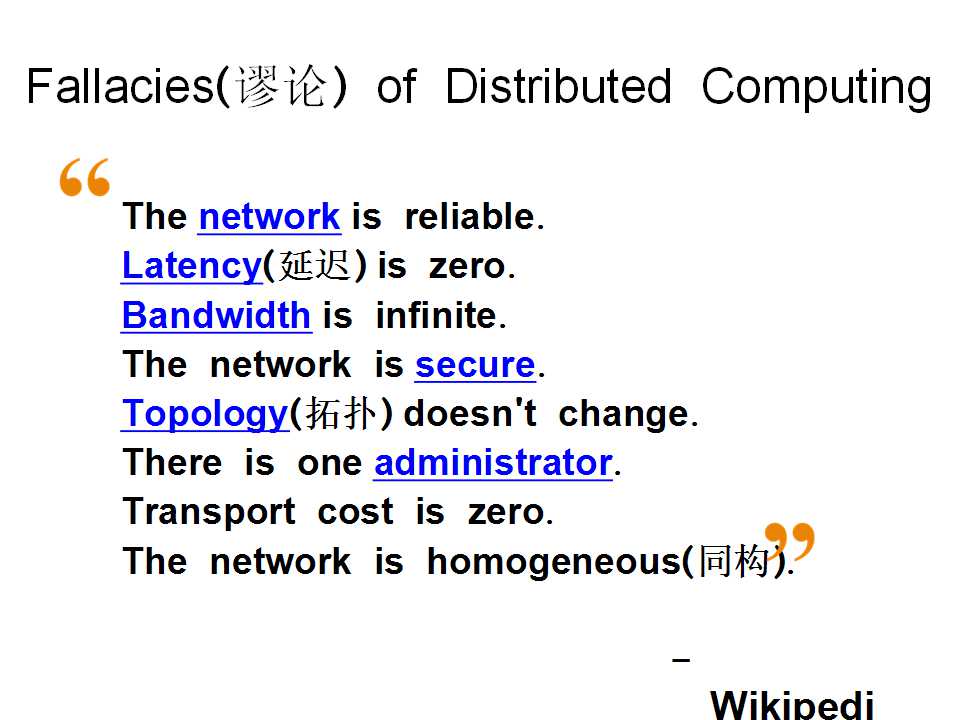 Fallacies(谬论) of Distributed Computing
“
The network is reliable.
Latency(延迟) is zero.
Bandwidth is infinite.
The network is secure.
Topology(拓扑) doesn't change.
There is one administrator.
Transport cost is zero.
The network is homogeneous(同构).
”
–
Wikipedi